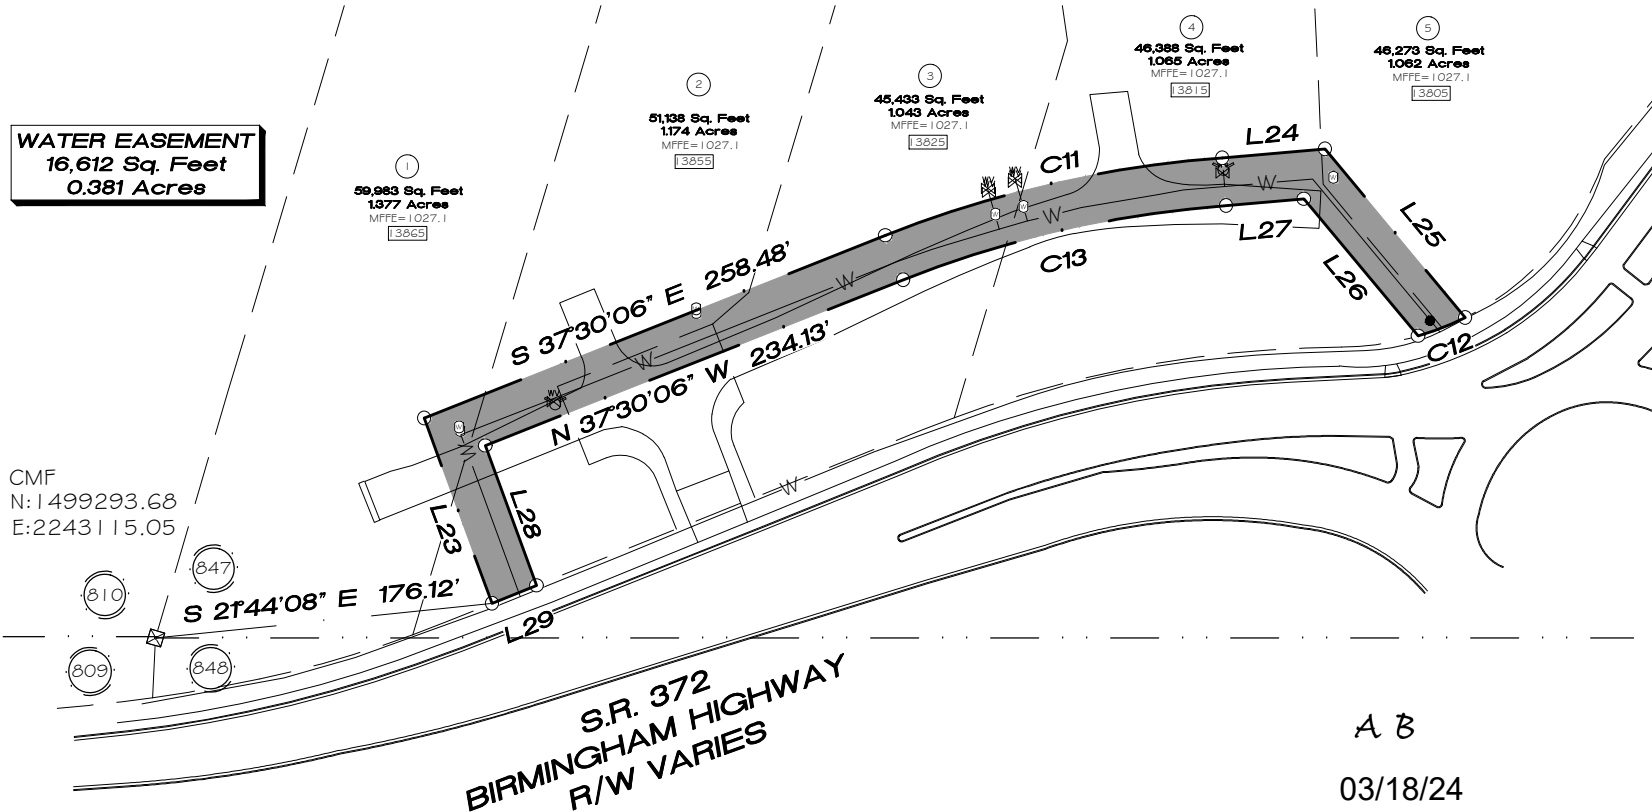 WATER EASEMENT
16,612 Sq. Feet
0.381 Acres
1
59,983 Sq. Feet
1.377 Acres
MFFE=1027.1
13865
2
51,138 Sq. Feet
1.174 Acres
MFFE=1027.1
13855
3
45,433 Sq. Feet
1.043 Acres
MFFE=1027.1
13825
4
46,388 Sq. Feet
1.065 Acres
MFFE=1027.1
13815
5
46,273 Sq. Feet
1.062 Acres
MFFE=1027.1
13805
C11
L24
L25
L27
L26
C13
C12
S 37°30'06" E 258.48'
N 37°30'06" W 234.13'
W
W
W
W
W
W
L23
L28
L29
CMF
N:1499293.68
E:2243115.05
847
810
809
848
S 21°44'08" E 176.12'
S.R. 372
BIRMINGHAM HIGHWAY
R/W VARIES
A B
03/18/24